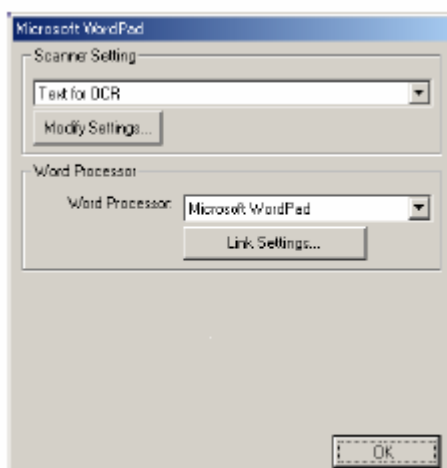 Microsoft WordPad
Scanner Setting
Text for OCR
Modify Settings...
Word Processor
Word Processor: Microsoft WordPad
Link Settings...
OK